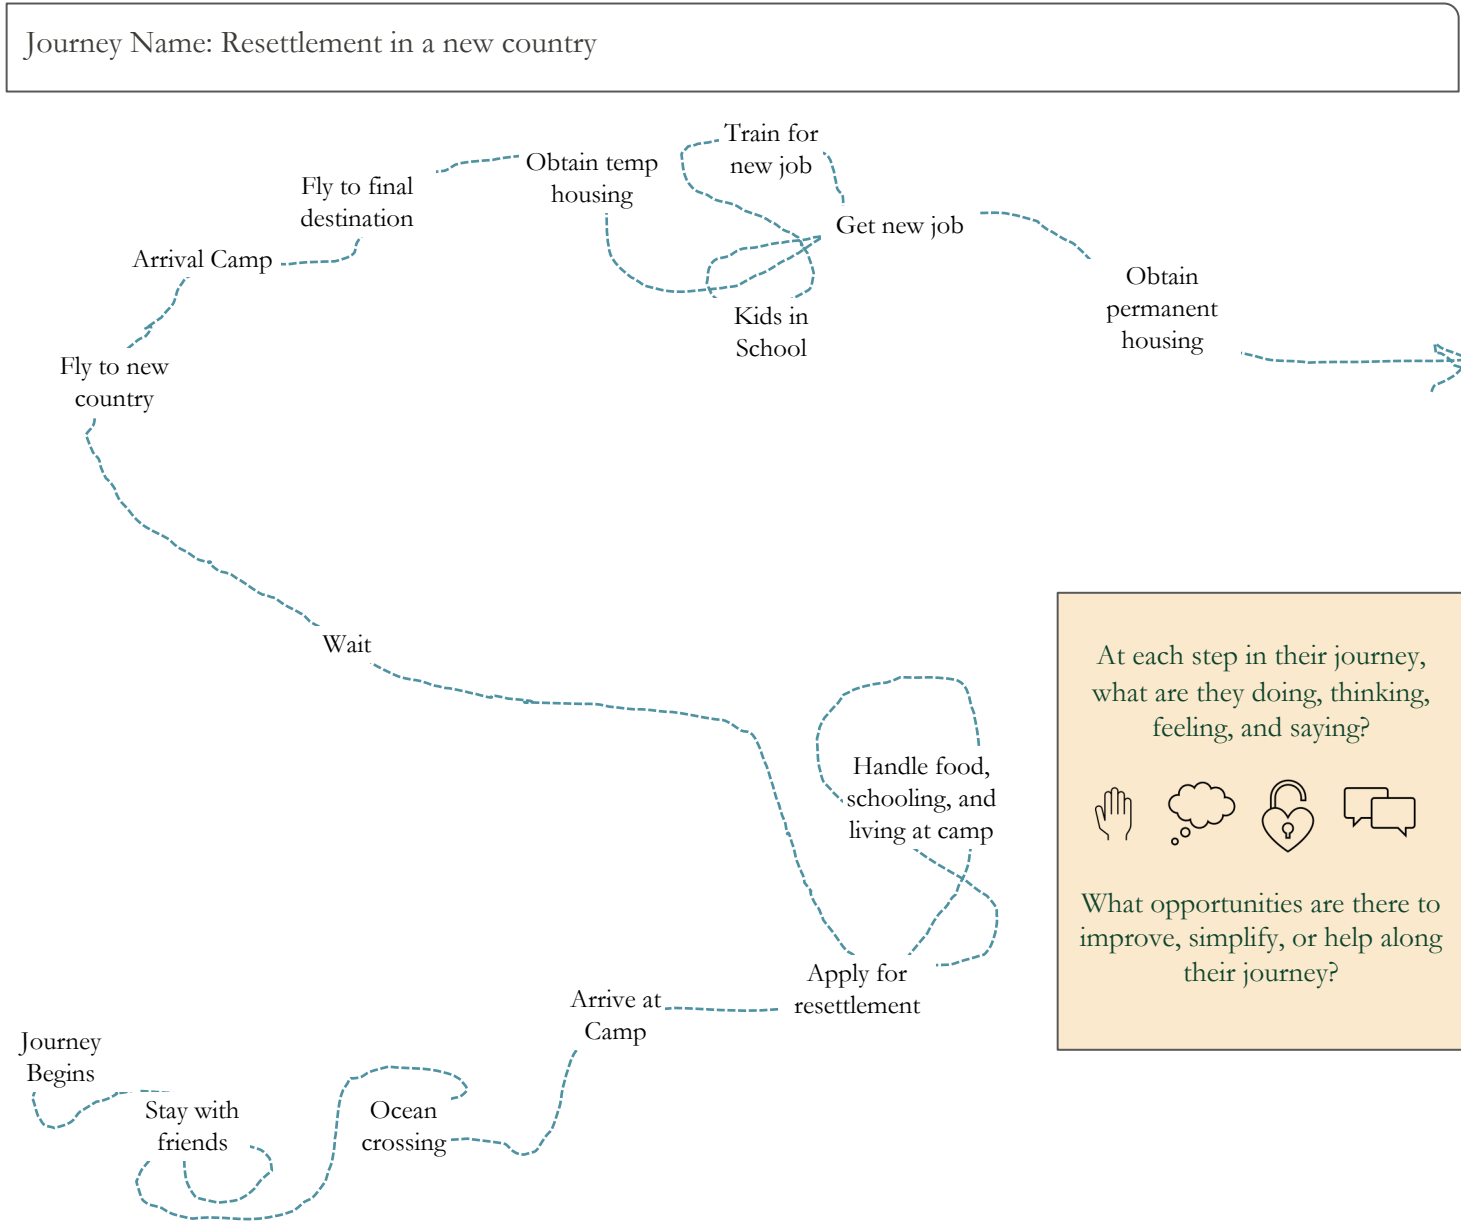 Journey Name: Resettlement in a new country
Train for
new job
Obtain temp
housing
Fly to final
destination
Get new job
Arrival Camp
Obtain
permanent
housing
Kids in
School
Fly to new
country
Wait
At each step in their journey,
what are they doing, thinking,
feeling, and saying?
Handle food,
schooling, and
living at camp
What opportunities are there to
improve, simplify, or help along
their journey?
Apply for
resettlement
Arrive at
Camp
Journey
Begins
Stay with
friends
Ocean
crossing